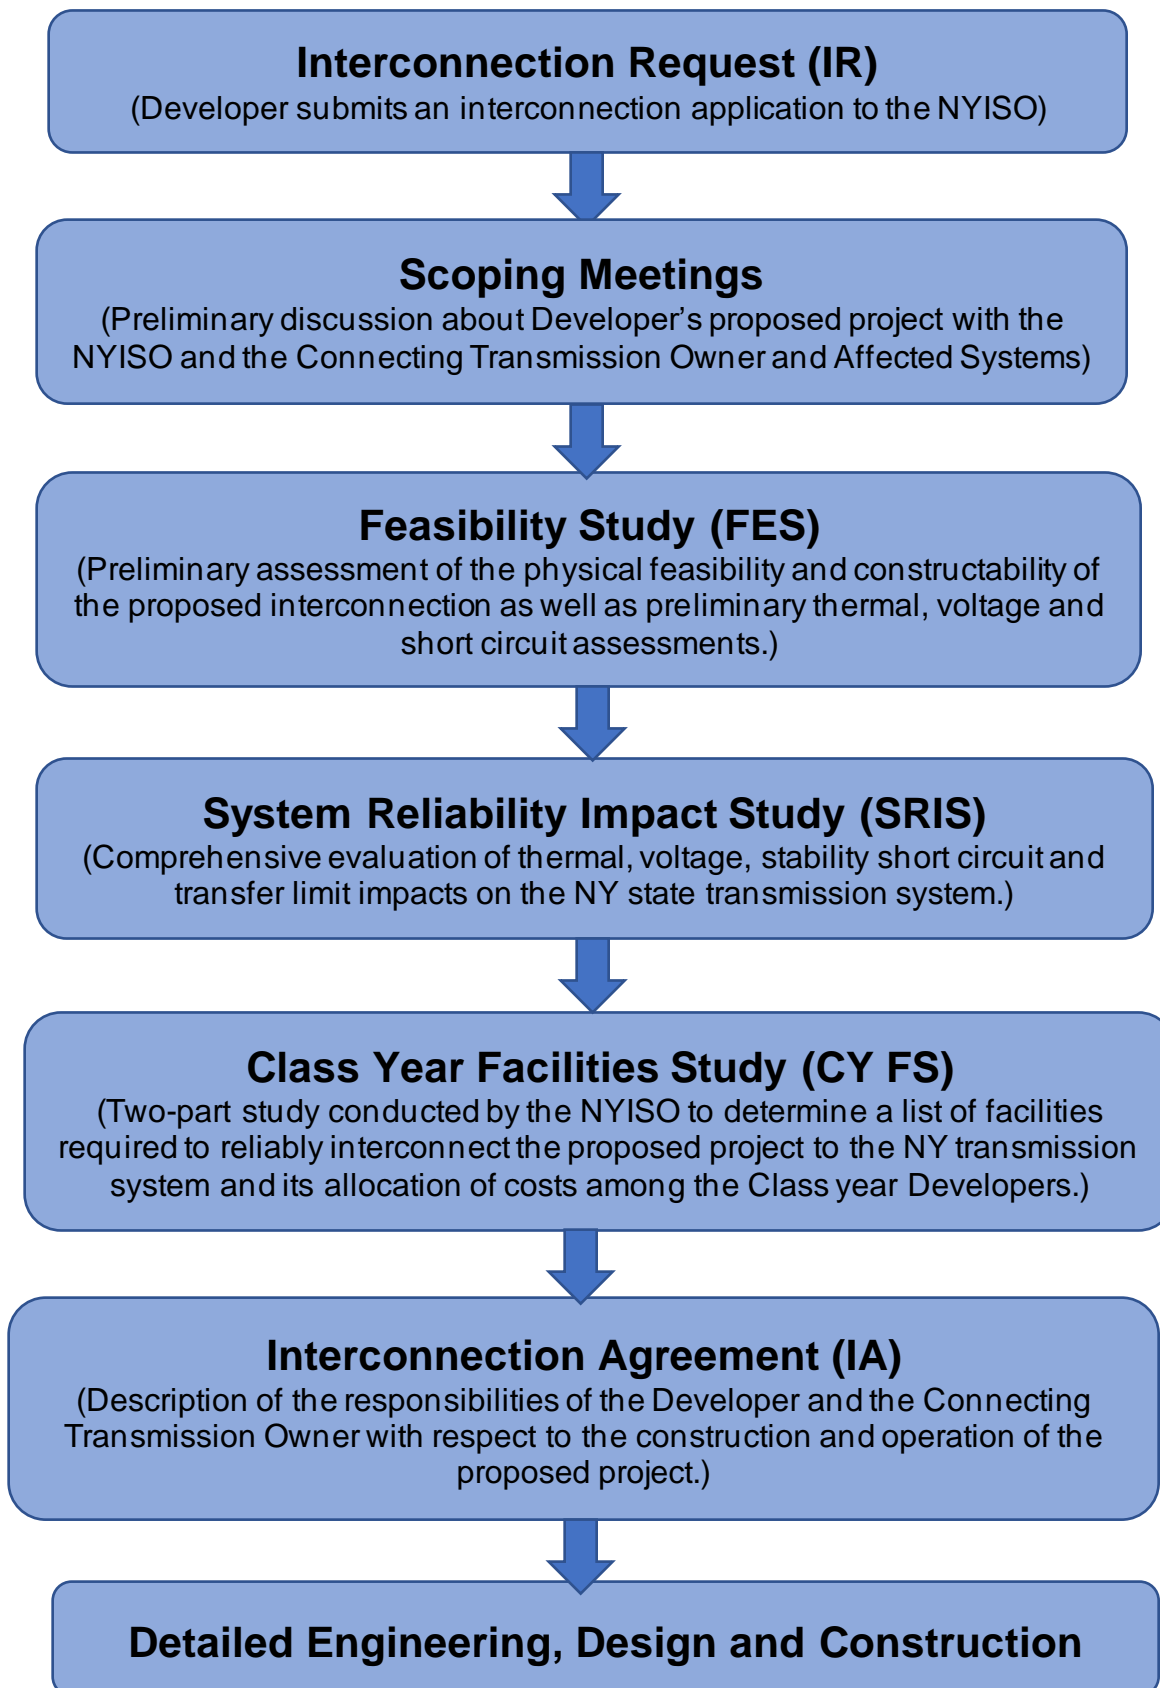 Interconnection Request (IR)
(Developer submits an interconnection application to the NYISO)
Scoping Meetings
(Preliminary discussion about Developer’s proposed project with the
NYISO and the Connecting Transmission Owner and Affected Systems)
Feasibility Study (FES)
(Preliminary assessment of the physical feasibility and constructability of
the proposed interconnection as well as preliminary thermal, voltage and
short circuit assessments.)
System Reliability Impact Study (SRIS)
(Comprehensive evaluation of thermal, voltage, stability short circuit and
transfer limit impacts on the NY state transmission system.)
Class Year Facilities Study (CY FS)
(Two-part study conducted by the NYISO to determine a list of facilities
required to reliably interconnect the proposed project to the NY transmission
system and its allocation of costs among the Class year Developers.)
Interconnection Agreement (IA)
(Description of the responsibilities of the Developer and the Connecting
Transmission Owner with respect to the construction and operation of the
proposed project.)
Detailed Engineering, Design and Construction